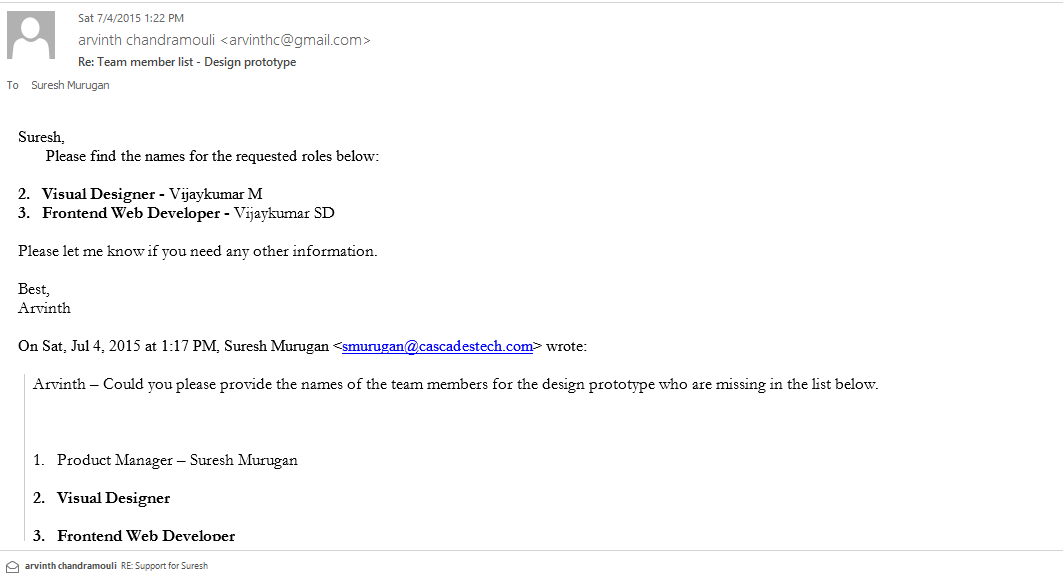 Sat 7/4/2015 1:22 PM
arvinth chandramouli <arvinthc@gmail.com>
Re: Team member list - Design prototype
To Suresh Murugan
Suresh,
Please find the names for the requested roles below:
2. Visual Designer - Vijaykumar M
3. Frontend Web Developer - Vijaykumar SD
Please let me know if you need any other information.
Best,
Arvinth
On Sat, Jul 4, 2015 at 1:17 PM, Suresh Murugan <smurugan@cascadestech.com> wrote:
Arvinth – Could you please provide the names of the team members for the design prototype who are missing in the list below.
1. Product Manager – Suresh Murugan
2. Visual Designer
3. Frontend Web Developer
arvinth chandramouli RE: Support for Suresh